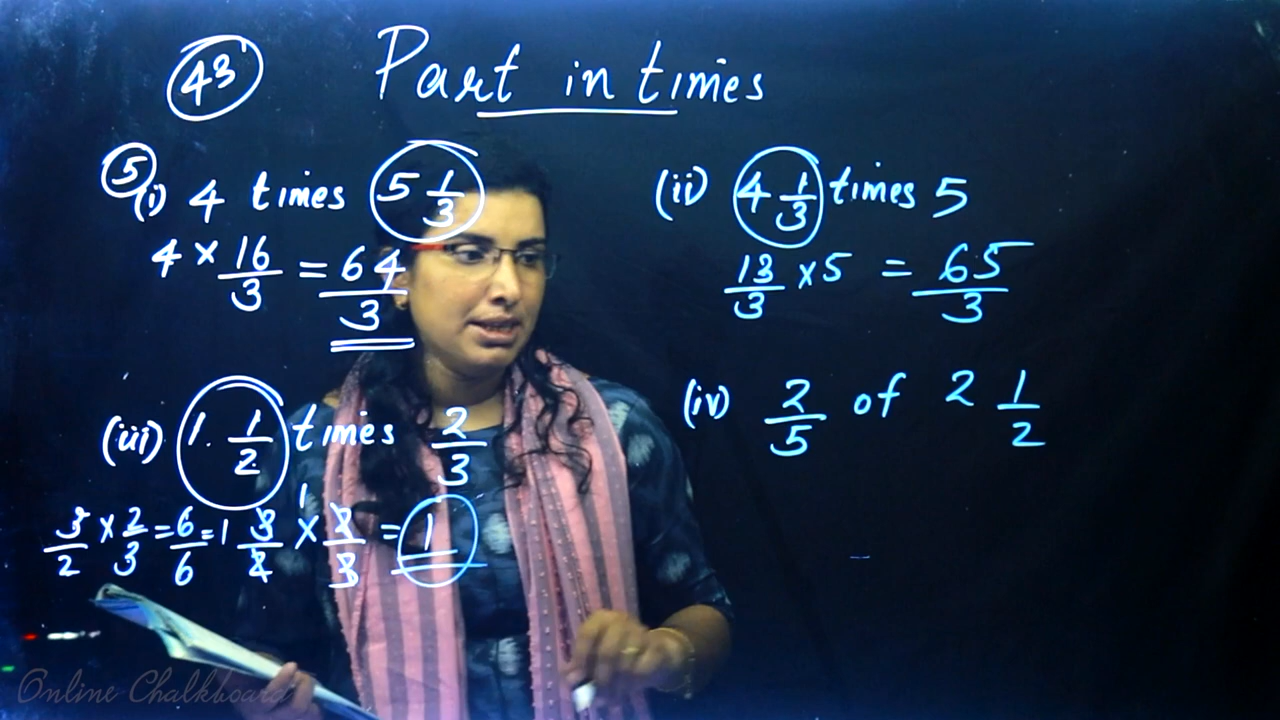 43 Part in times
5
(i) 4 times 5 1/3
4 × 16/3 = 64/3
(ii) 4 1/3 times 5
13/3 × 5 = 65/3
(iii) 1 1/2 times 2/3
3/2 × 2/3 = 6/6 = 1 3/2 × 2/3 = 1
1
(iv) 2/5 of 2 1/2
Online Chalkboard